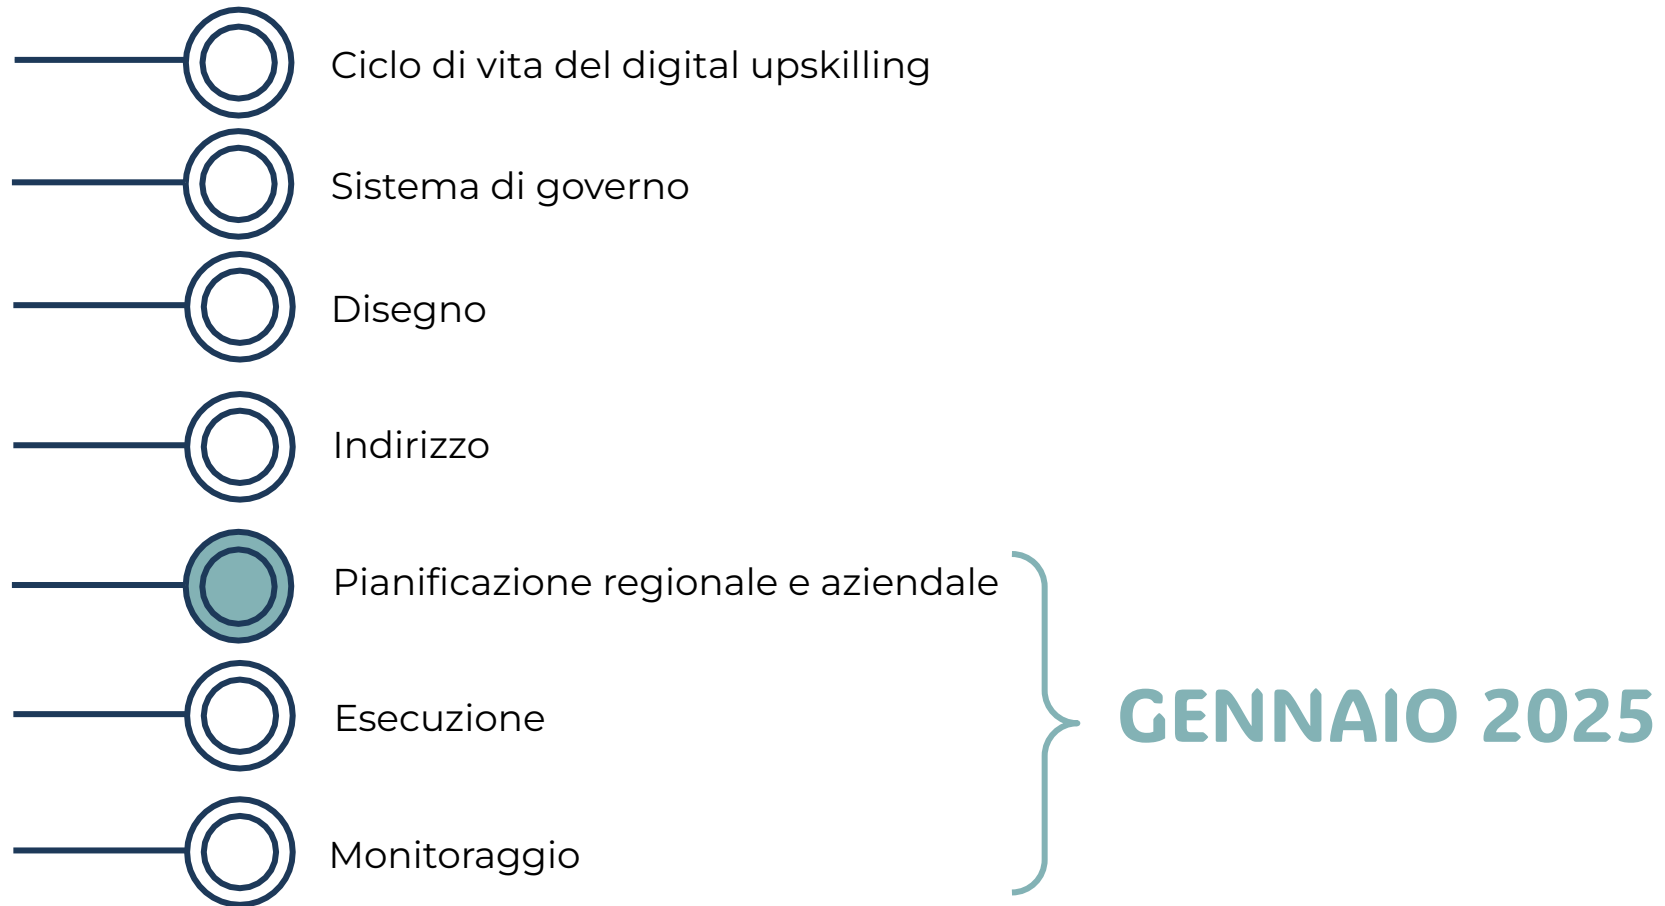 Ciclo di vita del digital upskilling
Sistema di governo
Disegno
Indirizzo
Pianificazione regionale e aziendale
Esecuzione
GENNAIO 2025
Monitoraggio